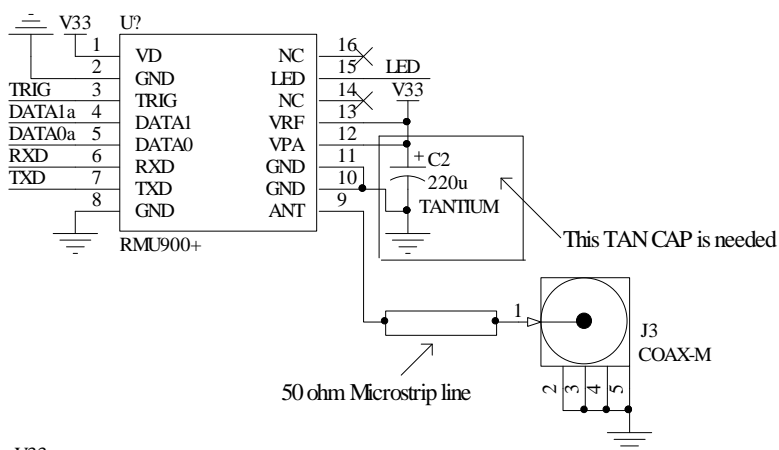 V33 U?
1 VD NC 16
2 GND LED 15 LED
TRIG 3 TRIG NC 14 V33
DATA1a 4 DATA1 VRF 13
DATA0a 5 DATA0 VPA 12
RXD 6 RXD GND 11 + C2
TXD 7 TXD GND 10 220u
8 GND ANT 9 TANTIUM
RMU900+
This TAN CAP is needed
1
J3
COAX-M
2 3 4 5
50 ohm Microstrip line
V33